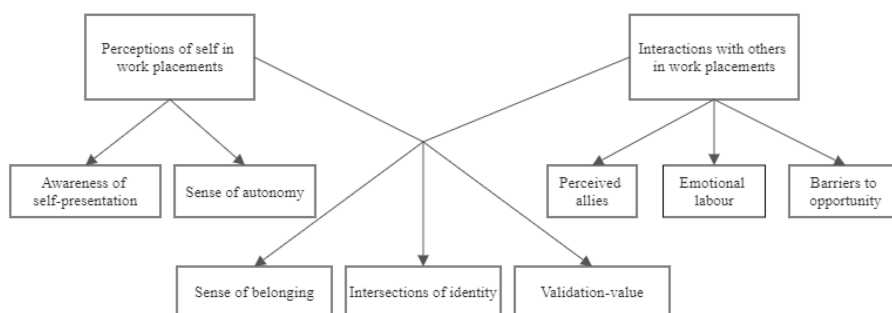 Perceptions of self in
work placements
Interactions with others
in work placements
Awareness of
self-presentation
Sense of autonomy
Perceived
allies
Emotional
labour
Barriers to
opportunity
Sense of belonging
Intersections of identity
Validation-value